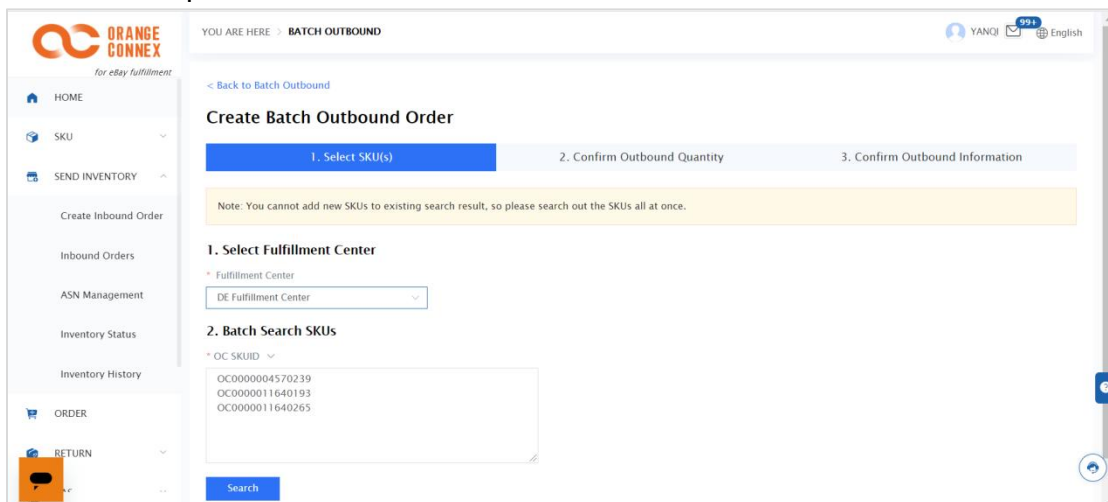 ORANGE
CONNEX
for eBay fulfillment
YOU ARE HERE > BATCH OUTBOUND
YANQI
99+
English
HOME
SKU
SEND INVENTORY
Create Inbound Order
Inbound Orders
ASN Management
Inventory Status
Inventory History
ORDER
RETURN
< Back to Batch Outbound
Create Batch Outbound Order
1. Select SKU(s)
2. Confirm Outbound Quantity
3. Confirm Outbound Information
Note: You cannot add new SKUs to existing search result, so please search out the SKUs all at once.
1. Select Fulfillment Center
* Fulfillment Center
DE Fulfillment Center
2. Batch Search SKUs
* OC SKUID
OC0000004570239
OC0000011640193
OC0000011640265
Search